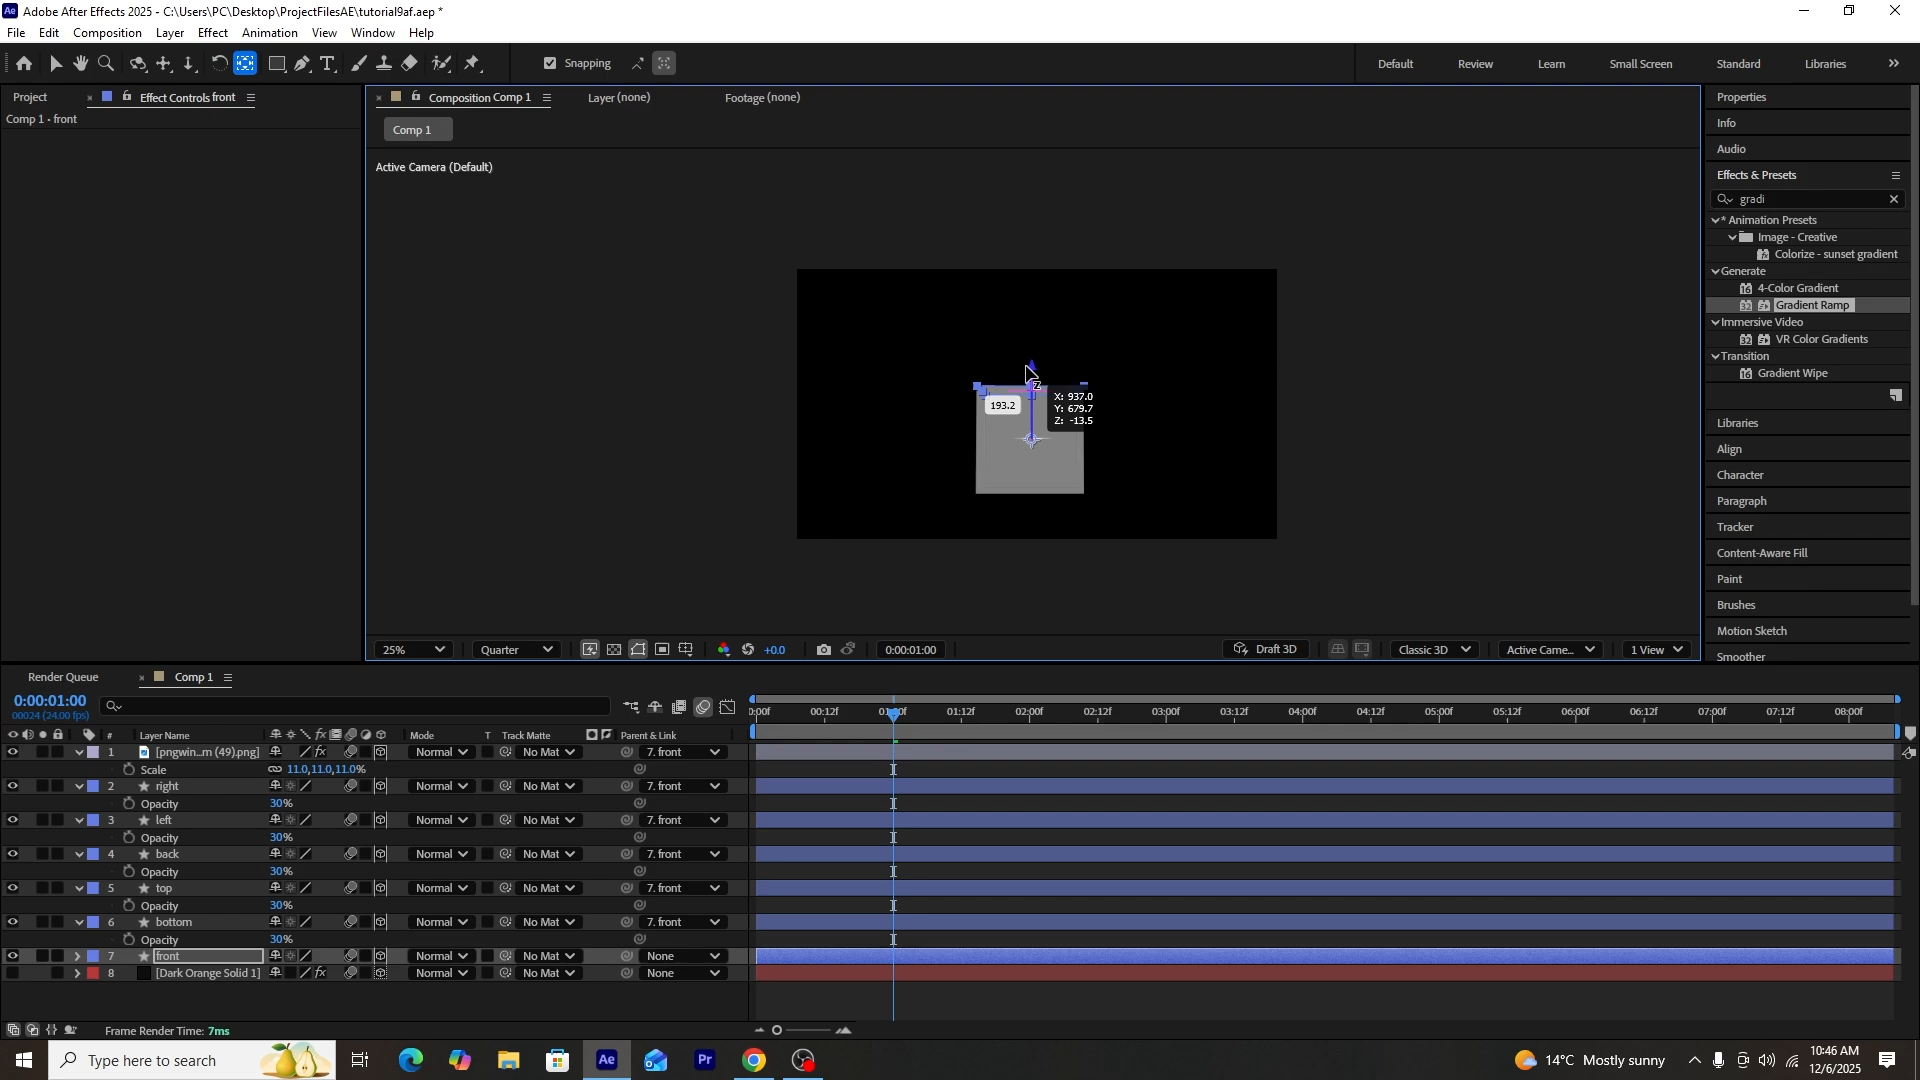 Ae Adobe After Effects 2025 - C:\Users\PC\Desktop\ProjectFilesAE\tutorial9af.aep *
File Edit Composition Layer Effect Animation View Window Help
Snapping
Default Review Learn Small Screen Standard Libraries
Project Effect Controls front
Comp 1 • front
Composition Comp 1 Layer (none) Footage (none)
Comp 1
Active Camera (Default)
193.2
Z
X: 937.0
Y: 679.7
Z: -13.5
25% Quarter +0.0 0:00:01:00 Draft 3D Classic 3D Active Came... 1 View
Properties
Info
Audio
Effects & Presets
gradi
* Animation Presets
Image - Creative
Colorize - sunset gradient
Generate
4-Color Gradient
Gradient Ramp
Immersive Video
VR Color Gradients
Transition
Gradient Wipe
Libraries
Align
Character
Paragraph
Tracker
Content-Aware Fill
Paint
Brushes
Motion Sketch
Smoother
Render Queue Comp 1
0:00:01:00
00024 (24.00 fps)
:00f 00:12f 01:00f 01:12f 02:00f 02:12f 03:00f 03:12f 04:00f 04:12f 05:00f 05:12f 06:00f 06:12f 07:00f 07:12f 08:00f
# Layer Name Mode T Track Matte Parent & Link
1 [pngwin...m (49).png] Normal No Mat 7. front
Scale 11.0,11.0,11.0%
2 right Normal No Mat 7. front
Opacity 30%
3 left Normal No Mat 7. front
Opacity 30%
4 back Normal No Mat 7. front
Opacity 30%
5 top Normal No Mat 7. front
Opacity 30%
6 bottom Normal No Mat 7. front
Opacity 30%
7 front Normal No Mat None
8 [Dark Orange Solid 1] Normal No Mat None
Frame Render Time: 7ms
Type here to search
Ae
Pr
14°C Mostly sunny
10:46 AM
12/6/2025